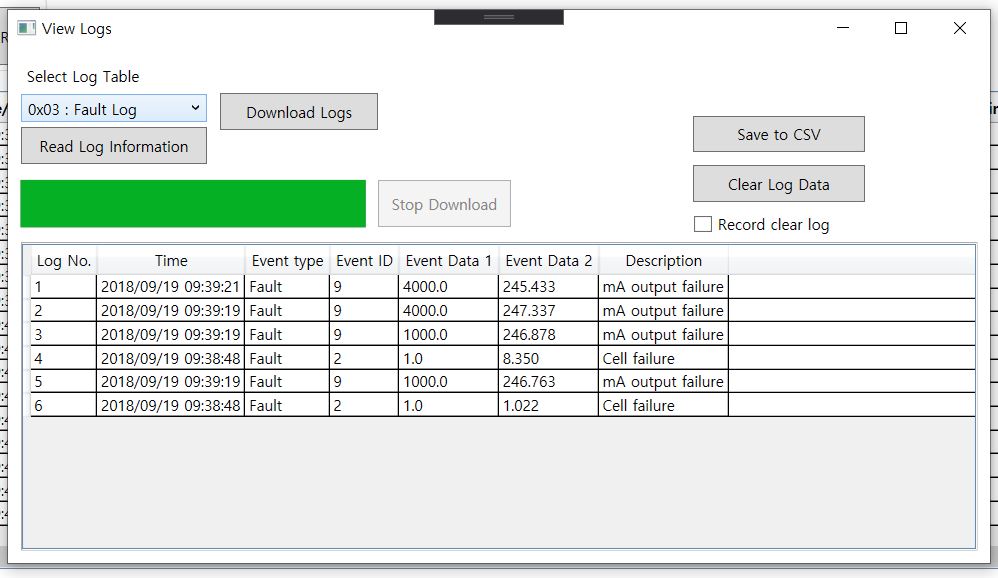 View Logs
Select Log Table
0x03 : Fault Log
Download Logs
Read Log Information
Save to CSV
Clear Log Data
Stop Download
Record clear log
Log No. Time Event type Event ID Event Data 1 Event Data 2 Description
1 2018/09/19 09:39:21 Fault 9 4000.0 245.433 mA output failure
2 2018/09/19 09:39:19 Fault 9 4000.0 247.337 mA output failure
3 2018/09/19 09:39:19 Fault 9 1000.0 246.878 mA output failure
4 2018/09/19 09:38:48 Fault 2 1.0 8.350 Cell failure
5 2018/09/19 09:39:19 Fault 9 1000.0 246.763 mA output failure
6 2018/09/19 09:38:48 Fault 2 1.0 1.022 Cell failure